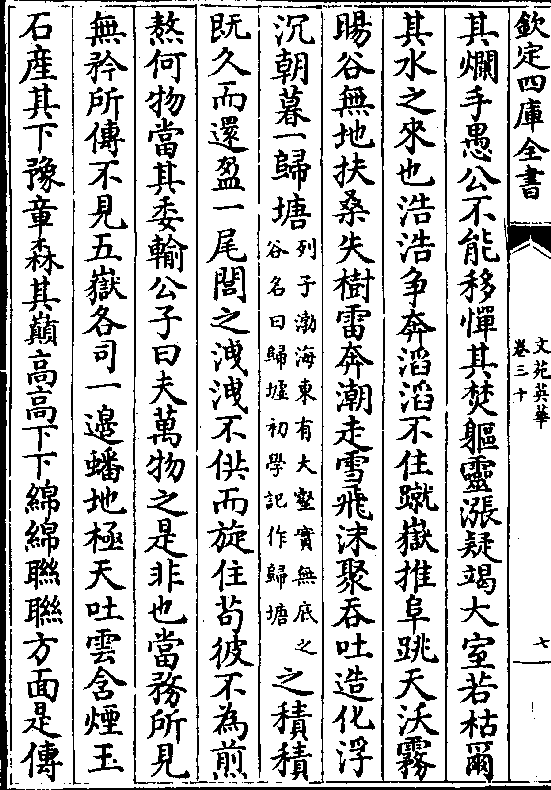 欽定四庫全書
文苑英華
卷三十
七
其爓手愚公不能移憚其焚軀靈漲疑竭大室若枯爾
其水之來也浩浩爭奔滔滔不住蹴嶽推阜跳天沃霧
暘谷無地扶桑失樹雷奔潮走雪飛沫聚吞吐造化浮
沉朝暮一歸塘列子渤海東有大壑實無底之
谷名曰歸墟初學記作歸塘之積積
既久而還盈一尾閭之洩洩不供而旋住苟彼不為煎
熬何物當其委輸公子曰夫萬物之是非也當務所見
無矜所傳不見五嶽各司一邊蟠地極天吐雲含煙玉
石産其下豫章森其巔高高下下綿綿聯聯方面是傳